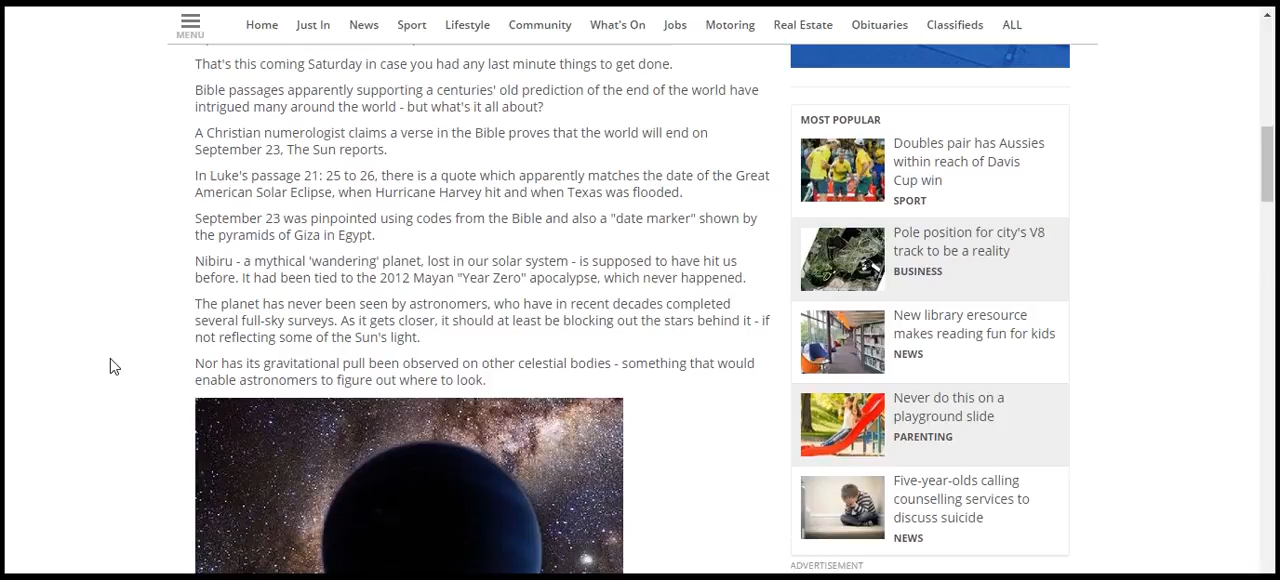 MENU
Home
Just In
News
Sport
Lifestyle
Community
What's On
Jobs
Motoring
Real Estate
Obituaries
Classifieds
ALL
That's this coming Saturday in case you had any last minute things to get done.
Bible passages apparently supporting a centuries' old prediction of the end of the world have
intrigued many around the world - but what's it all about?
A Christian numerologist claims a verse in the Bible proves that the world will end on
September 23, The Sun reports.
In Luke's passage 21: 25 to 26, there is a quote which apparently matches the date of the Great
American Solar Eclipse, when Hurricane Harvey hit and when Texas was flooded.
September 23 was pinpointed using codes from the Bible and also a "date marker" shown by
the pyramids of Giza in Egypt.
Nibiru - a mythical 'wandering' planet, lost in our solar system - is supposed to have hit us
before. It had been tied to the 2012 Mayan "Year Zero" apocalypse, which never happened.
The planet has never been seen by astronomers, who have in recent decades completed
several full-sky surveys. As it gets closer, it should at least be blocking out the stars behind it - if
not reflecting some of the Sun's light.
Nor has its gravitational pull been observed on other celestial bodies - something that would
enable astronomers to figure out where to look.
MOST POPULAR
Doubles pair has Aussies
within reach of Davis
Cup win
SPORT
Pole position for city's V8
track to be a reality
BUSINESS
New library eresource
makes reading fun for kids
NEWS
Never do this on a
playground slide
PARENTING
Five-year-olds calling
counselling services to
discuss suicide
NEWS
ADVERTISEMENT